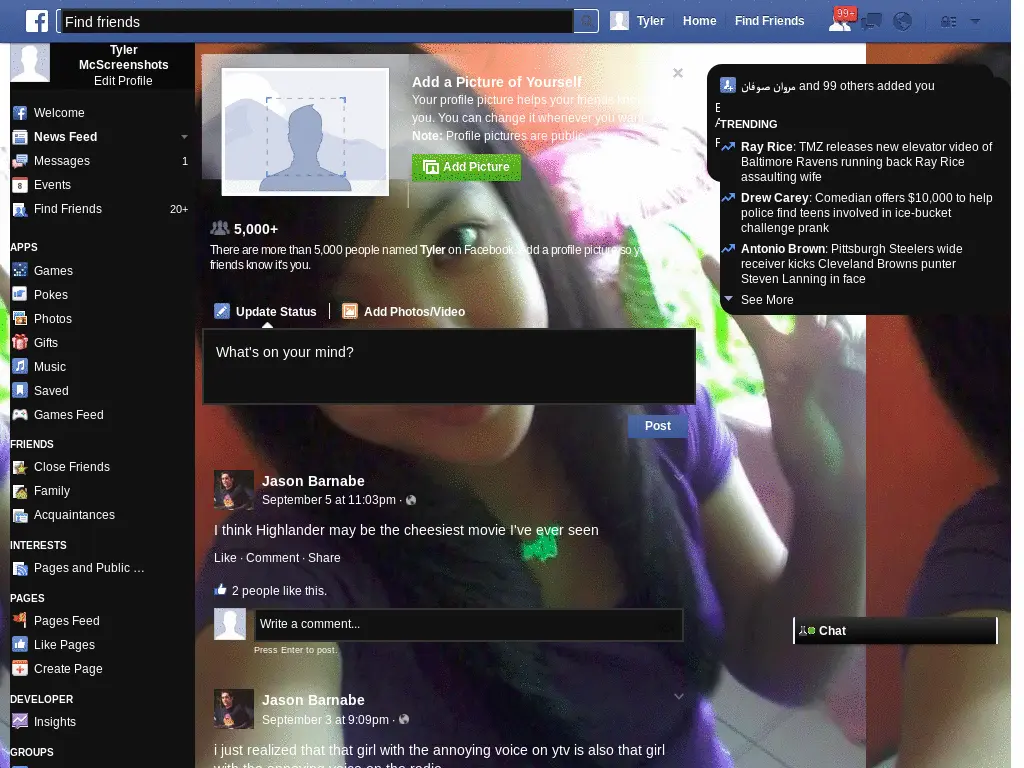 Find friends
Tyler
Home
Find Friends
99+
Tyler
McScreenshots
Edit Profile
Welcome
News Feed
Messages 1
Events
Find Friends 20+
APPS
Games
Pokes
Photos
Gifts
Music
Saved
Games Feed
FRIENDS
Close Friends
Family
Acquaintances
INTERESTS
Pages and Public …
PAGES
Pages Feed
Like Pages
Create Page
DEVELOPER
Insights
GROUPS
Add a Picture of Yourself
Your profile picture helps your friends
you. You can change it whenever you
Note: Profile pictures are public.
Add Picture
5,000+
There are more than 5,000 people named Tyler on Facebook. Add a profile picture so
friends know it's you.
Update Status
Add Photos/Video
What's on your mind?
Post
Jason Barnabe
September 5 at 11:03pm ·
I think Highlander may be the cheesiest movie I've ever seen
Like · Comment · Share
2 people like this.
Write a comment...
Press Enter to post.
Jason Barnabe
September 3 at 9:09pm ·
i just realized that that girl with the annoying voice on ytv is also that girl
with the annoying voice on the radio
مروان صوفان and 99 others added you
TRENDING
Ray Rice: TMZ releases new elevator video of
Baltimore Ravens running back Ray Rice
assaulting wife
Drew Carey: Comedian offers $10,000 to help
police find teens involved in ice-bucket
challenge prank
Antonio Brown: Pittsburgh Steelers wide
receiver kicks Cleveland Browns punter
Steven Lanning in face
See More
Chat